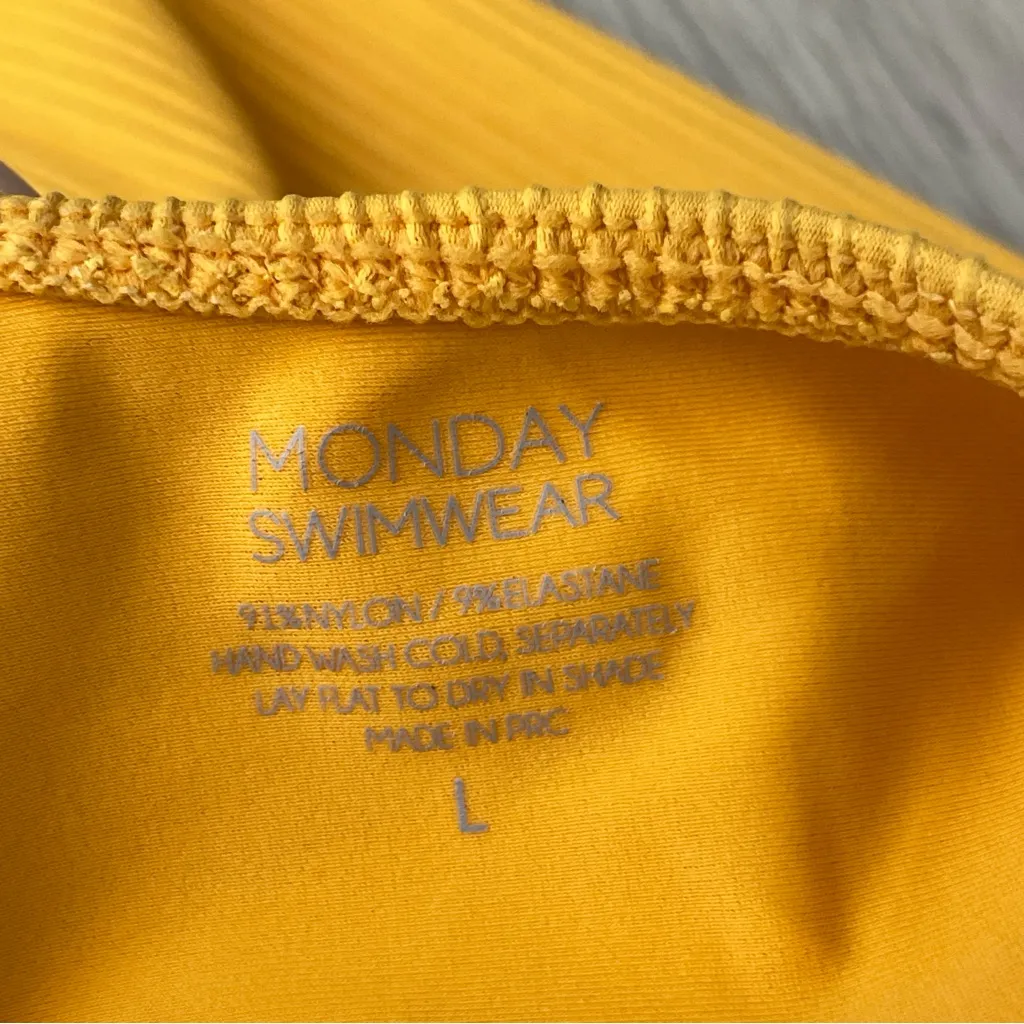 MONDAY
SWIMWEAR
91%NYLON / 9%ELASTANE
HAND WASH COLD, SEPARATELY
LAY FLAT TO DRY IN SHADE
MADE IN PRC
L